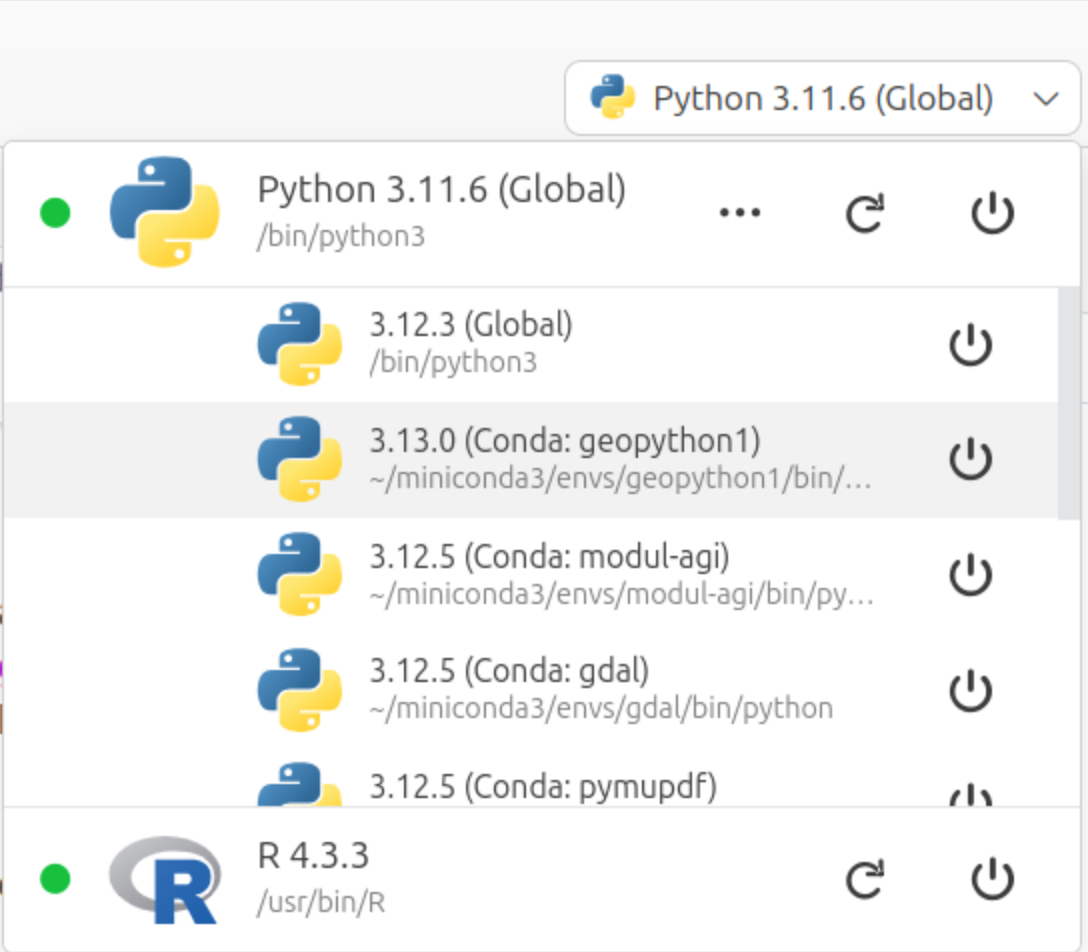 Python 3.11.6 (Global)
Python 3.11.6 (Global)
/bin/python3
3.12.3 (Global)
/bin/python3
3.13.0 (Conda: geopython1)
~/miniconda3/envs/geopython1/bin/…
3.12.5 (Conda: modul-agi)
~/miniconda3/envs/modul-agi/bin/py…
3.12.5 (Conda: gdal)
~/miniconda3/envs/gdal/bin/python
3.12.5 (Conda: pymupdf)
R 4.3.3
/usr/bin/R